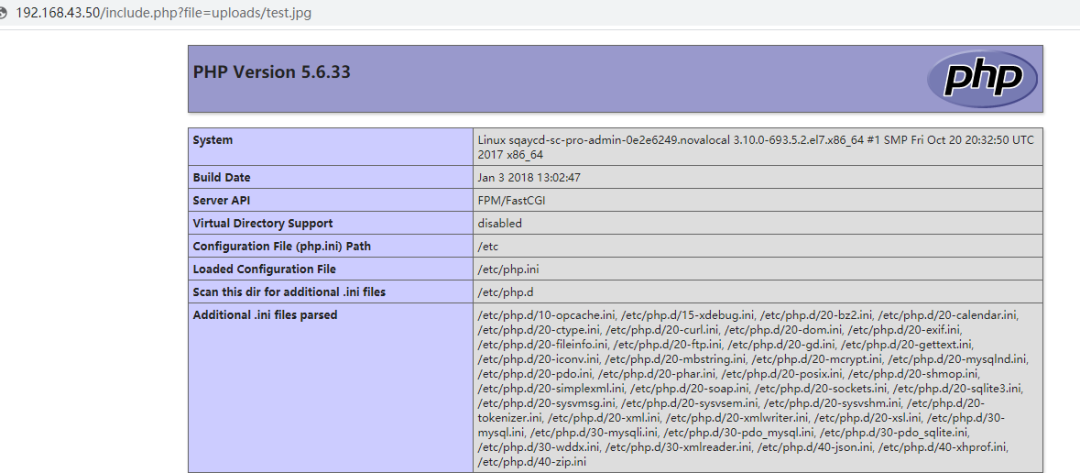 192.168.43.50/include.php?file=uploads/test.jpg
PHP Version 5.6.33
php
System
Linux sqaycd-sc-pro-admin-0e2e6249.novalocal 3.10.0-693.5.2.el7.x86_64 #1 SMP Fri Oct 20 20:32:50 UTC
2017 x86_64
Build Date
Jan 3 2018 13:02:47
Server API
FPM/FastCGI
Virtual Directory Support
disabled
Configuration File (php.ini) Path
/etc
Loaded Configuration File
/etc/php.ini
Scan this dir for additional .ini files
/etc/php.d
Additional .ini files parsed
/etc/php.d/10-opcache.ini, /etc/php.d/15-xdebug.ini, /etc/php.d/20-bz2.ini, /etc/php.d/20-calendar.ini,
/etc/php.d/20-ctype.ini, /etc/php.d/20-curl.ini, /etc/php.d/20-dom.ini, /etc/php.d/20-exif.ini,
/etc/php.d/20-fileinfo.ini, /etc/php.d/20-ftp.ini, /etc/php.d/20-gd.ini, /etc/php.d/20-gettext.ini,
/etc/php.d/20-iconv.ini, /etc/php.d/20-mbstring.ini, /etc/php.d/20-mcrypt.ini, /etc/php.d/20-mysqlnd.ini,
/etc/php.d/20-pdo.ini, /etc/php.d/20-phar.ini, /etc/php.d/20-posix.ini, /etc/php.d/20-shmop.ini,
/etc/php.d/20-simplexml.ini, /etc/php.d/20-soap.ini, /etc/php.d/20-sockets.ini, /etc/php.d/20-sqlite3.ini,
/etc/php.d/20-sysvmsg.ini, /etc/php.d/20-sysvsem.ini, /etc/php.d/20-sysvshm.ini, /etc/php.d/20-
tokenizer.ini, /etc/php.d/20-xml.ini, /etc/php.d/20-xmlwriter.ini, /etc/php.d/20-xsl.ini, /etc/php.d/30-
mysql.ini, /etc/php.d/30-mysqli.ini, /etc/php.d/30-pdo_mysql.ini, /etc/php.d/30-pdo_sqlite.ini,
/etc/php.d/30-wddx.ini, /etc/php.d/30-xmlreader.ini, /etc/php.d/40-json.ini, /etc/php.d/40-xhprof.ini,
/etc/php.d/40-zip.ini